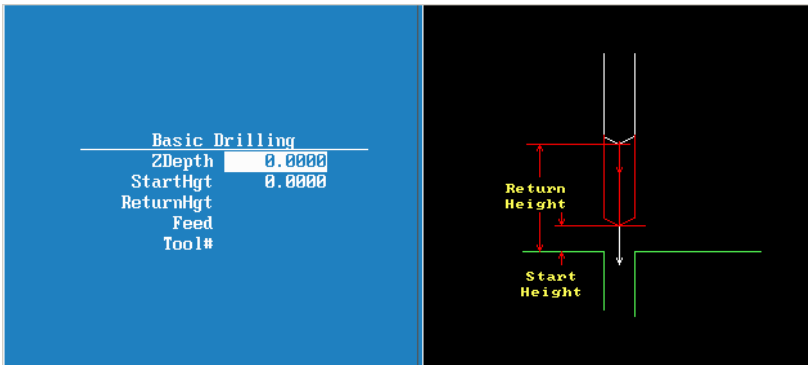 Basic Drilling
ZDepth 0.0000
StartHgt 0.0000
ReturnHgt
Feed
Tool#
Return
Height
Start
Height